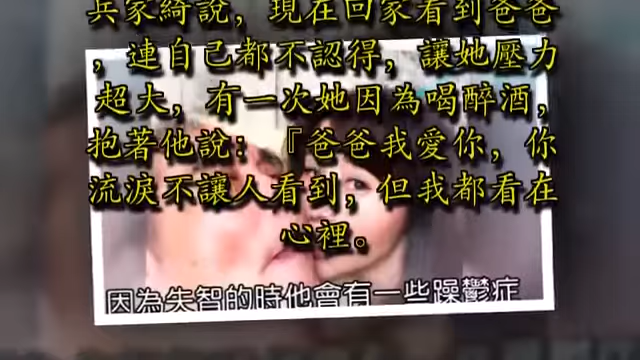 兵家綺說，現在回家看到爸爸
，連自己都不認得，讓她壓力
超大，有一次她因為喝醉酒，
抱著他說：『爸爸我愛你，你
流淚不讓人看到，但我都看在
心裡。
因為失智的時他會有一些躁鬱症